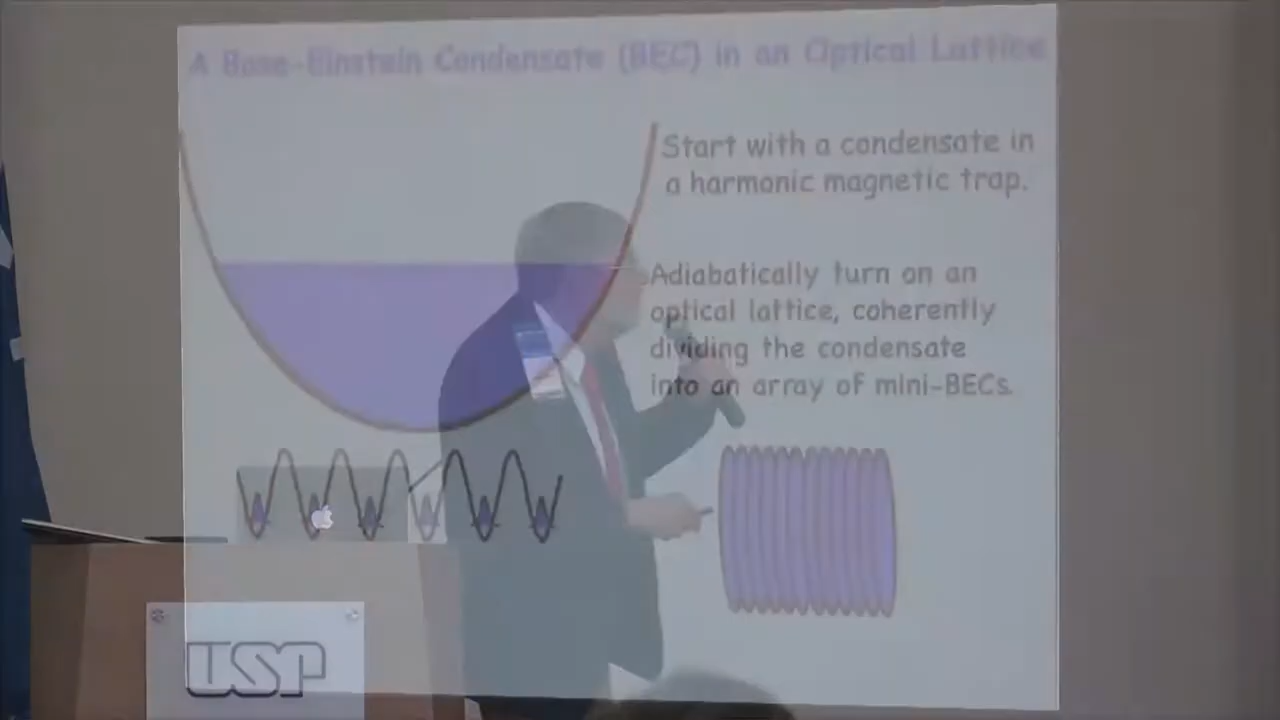 A Bose-Einstein Condensate (BEC) in an Optical Lattice
Start with a condensate in
a harmonic magnetic trap.
Adiabatically turn on an
optical lattice, coherently
dividing the condensate
into an array of mini-BECs.
USP